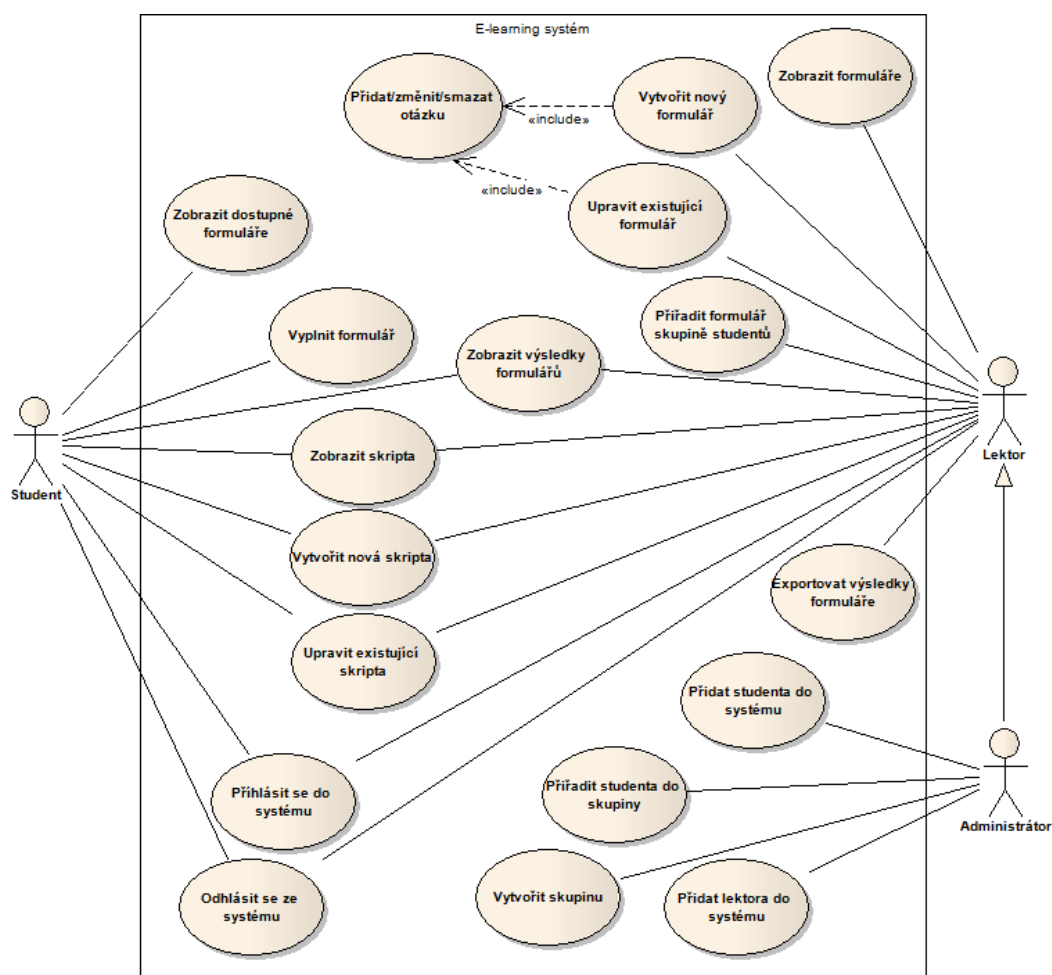 E-learning systém
Zobrazit formuláře
Přidat/změnit/smazat
otázku
«include»
Vytvořit nový
formulář
«include»
Upravit existující
formulář
Zobrazit dostupné
formuláře
Přiřadit formulář
skupině studentů
Vyplnit formulář
Zobrazit výsledky
formulářů
Zobrazit skripta
Student
Lektor
Vytvořit nová skripta
Exportovat výsledky
formuláře
Upravit existující
skripta
Přidat studenta do
systému
Přihlásit se do
systému
Přiřadit studenta do
skupiny
Administrátor
Odhlásit se ze
systému
Vytvořit skupinu
Přidat lektora do
systému